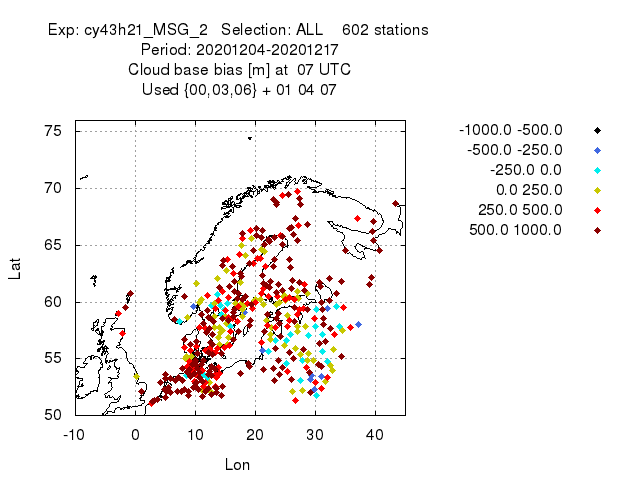 Exp: cy43h21_MSG_2 Selection: ALL 602 stations
Period: 20201204-20201217
Cloud base bias [m] at 07 UTC
Used {00,03,06} + 01 04 07
-1000.0 -500.0
-500.0 -250.0
-250.0 0.0
0.0 250.0
250.0 500.0
500.0 1000.0
75
70
65
60
55
50
Lat
-10 0 10 20 30 40
Lon